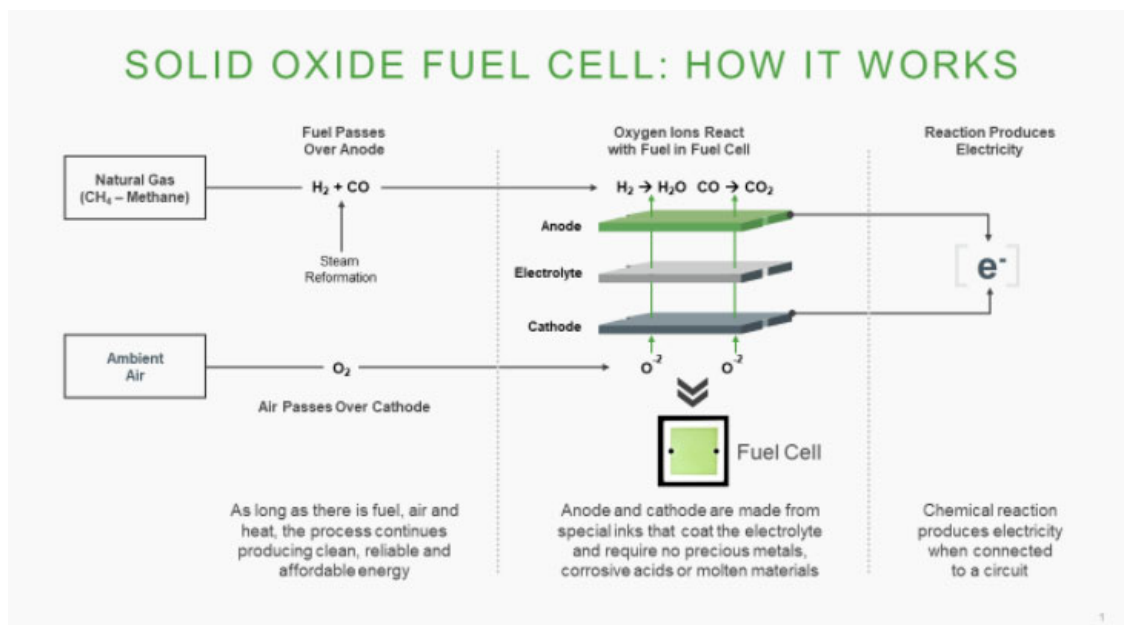 SOLID OXIDE FUEL CELL: HOW IT WORKS
Fuel Passes
Over Anode
Oxygen Ions React
with Fuel in Fuel Cell
Reaction Produces
Electricity
Natural Gas
(CH₄ – Methane)
H₂ + CO
H₂ → H₂O CO → CO₂
Anode
Steam
Reformation
Electrolyte
e⁻
Cathode
Ambient
Air
O₂
O⁻²
O⁻²
Air Passes Over Cathode
Fuel Cell
As long as there is fuel, air and
heat, the process continues
producing clean, reliable and
affordable energy
Anode and cathode are made from
special inks that coat the electrolyte
and require no precious metals,
corrosive acids or molten materials
Chemical reaction
produces electricity
when connected
to a circuit
1